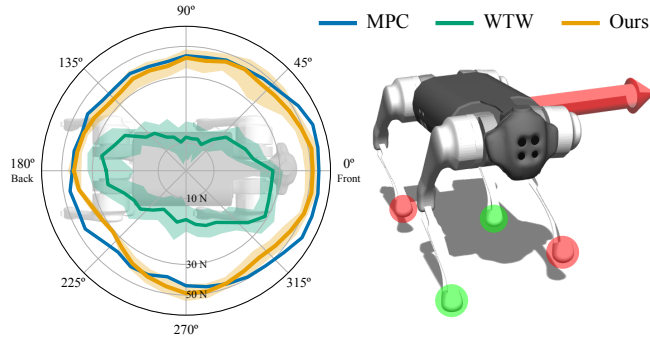 90º
MPC
WTW
Ours
135º
45º
180º
Back
0º
Front
10 N
30 N
50 N
225º
315º
270º